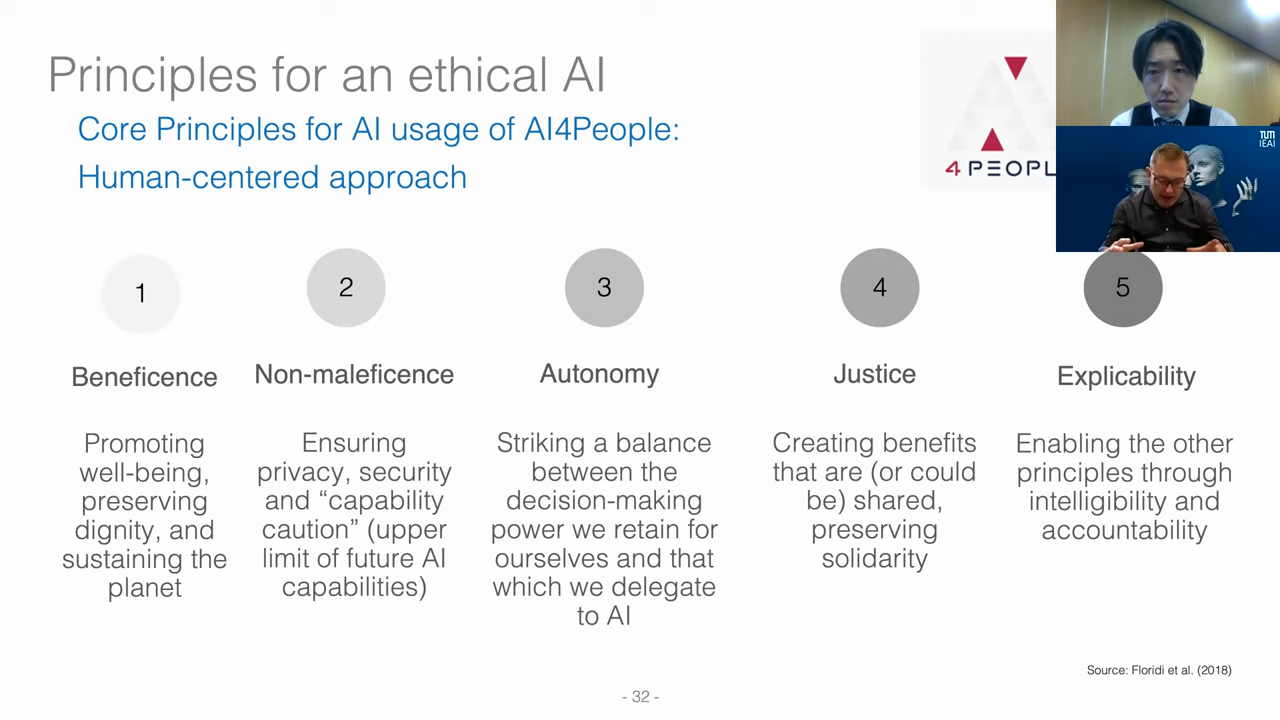 Principles for an ethical AI
Core Principles for AI usage of AI4People:
Human-centered approach
4 PEOPL
TUM
IEAI
1
2
3
4
5
Beneficence
Non-maleficence
Autonomy
Justice
Explicability
Promoting
well-being,
preserving
dignity, and
sustaining the
planet
Ensuring
privacy, security
and “capability
caution” (upper
limit of future AI
capabilities)
Striking a balance
between the
decision-making
power we retain for
ourselves and that
which we delegate
to AI
Creating benefits
that are (or could
be) shared,
preserving
solidarity
Enabling the other
principles through
intelligibility and
accountability
Source: Floridi et al. (2018)
- 32 -